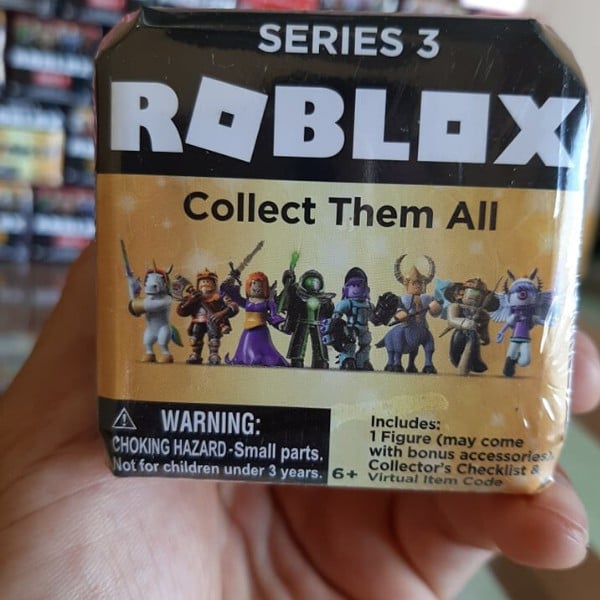 SERIES 3
ROBLOX
Collect Them All
WARNING:
CHOKING HAZARD-Small parts.
Not for children under 3 years.
6+
Includes:
1 Figure (may come
with bonus accessories),
Collector's Checklist &
Virtual Item Code